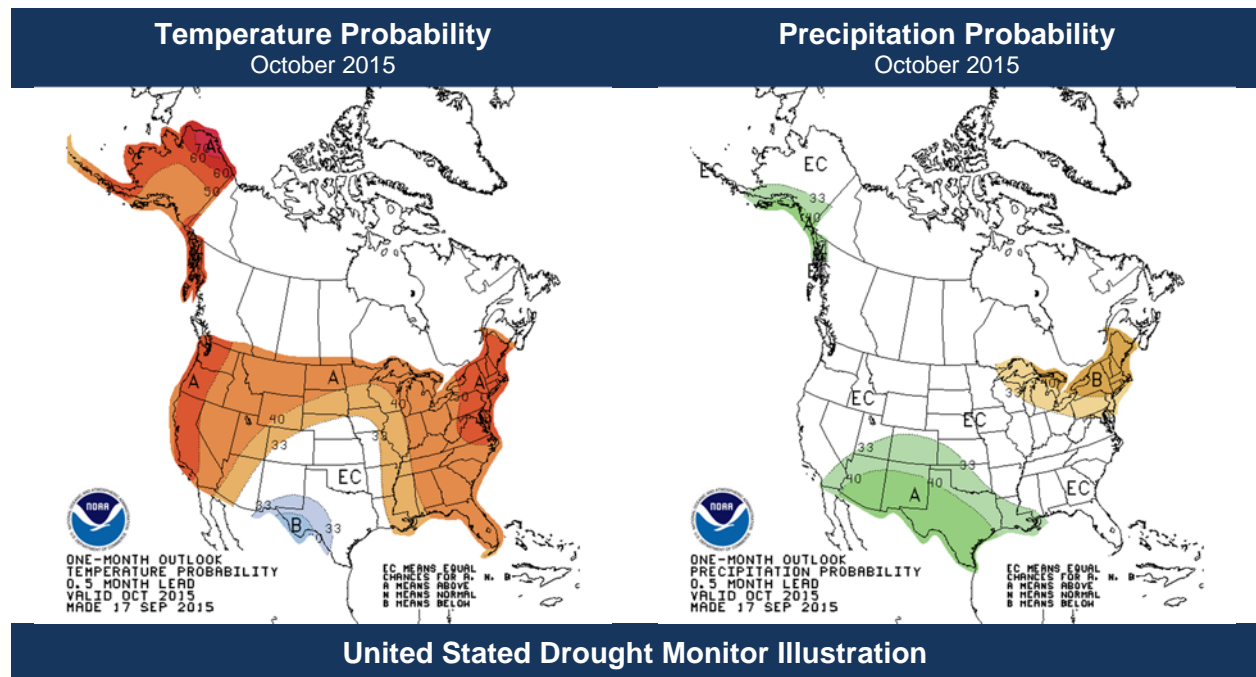 Temperature Probability
October 2015
Precipitation Probability
October 2015
A
70
60
60
50
A
A
A
50
40
40
33
33
EC
33
B
33
NOAA
ONE-MONTH OUTLOOK
TEMPERATURE PROBABILITY
0.5 MONTH LEAD
VALID OCT 2015
MADE 17 SEP 2015
EC MEANS EQUAL
CHANCES FOR A, N, B
A MEANS ABOVE
N MEANS NORMAL
B MEANS BELOW
EC
EC
33
40
A
EC
EC
EC
33
40
B
33
33
40
40
A
EC
NOAA
ONE-MONTH OUTLOOK
PRECIPITATION PROBABILITY
0.5 MONTH LEAD
VALID OCT 2015
MADE 17 SEP 2015
EC MEANS EQUAL
CHANCES FOR A, N, B
A MEANS ABOVE
N MEANS NORMAL
B MEANS BELOW
United Stated Drought Monitor Illustration